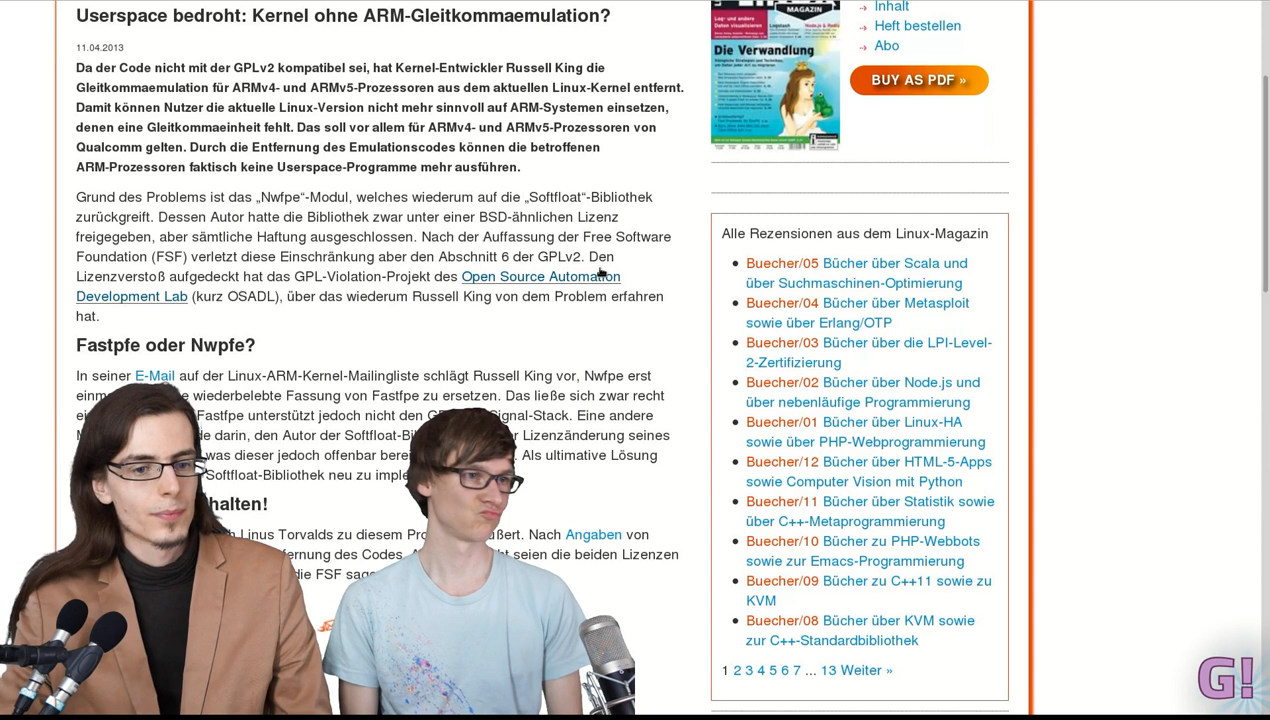 Userspace bedroht: Kernel ohne ARM-Gleitkommaemulation?
11.04.2013
Da der Code nicht mit der GPLv2 kompatibel sei, hat Kernel-Entwickler Russell King die
Gleitkommaemulation für ARMv4- und ARMv5-Prozessoren aus dem aktuellen Linux-Kernel entfernt.
Damit können Nutzer die aktuelle Linux-Version nicht mehr sinnvoll auf ARM-Systemen einsetzen,
denen eine Gleitkommaeinheit fehlt. Das soll vor allem für ARMv4- und ARMv5-Prozessoren von
Qualcomm gelten. Durch die Entfernung des Emulationscodes können die betroffenen
ARM-Prozessoren faktisch keine Userspace-Programme mehr ausführen.
Grund des Problems ist das „Nwfpe“-Modul, welches wiederum auf die „Softfloat“-Bibliothek
zurückgreift. Dessen Autor hatte die Bibliothek zwar unter einer BSD-ähnlichen Lizenz
freigegeben, aber sämtliche Haftung ausgeschlossen. Nach der Auffassung der Free Software
Foundation (FSF) verletzt diese Einschränkung aber den Abschnitt 6 der GPLv2. Den
Lizenzverstoß aufgedeckt hat das GPL-Violation-Projekt des Open Source Automation
Development Lab (kurz OSADL), über das wiederum Russell King von dem Problem erfahren
hat.
Fastpfe oder Nwpfe?
In seiner E-Mail auf der Linux-ARM-Kernel-Mailingliste schlägt Russell King vor, Nwfpe erst
wiederbelebte Fassung von Fastfpe zu ersetzen. Das ließe sich zwar recht
Fastfpe unterstützt jedoch nicht den Signal-Stack. Eine andere
darin, den Autor der Lizenzänderung seines
was dieser jedoch offenbar Als ultimative Lösung
Softfloat-Bibliothek neu zu
halten!
Linus Torvalds zu diesem Nach Angaben von
des Codes. seien die beiden Lizenzen
die FSF
MAGAZIN
Log- und andere
Daten visualisieren
Die Verwandlung
Inhalt
Heft bestellen
Abo
BUY AS PDF »
Alle Rezensionen aus dem Linux-Magazin
Buecher/05 Bücher über Scala und
über Suchmaschinen-Optimierung
Buecher/04 Bücher über Metasploit
sowie über Erlang/OTP
Buecher/03 Bücher über die LPI-Level-
2-Zertifizierung
Buecher/02 Bücher über Node.js und
über nebenläufige Programmierung
Buecher/01 Bücher über Linux-HA
sowie über PHP-Webprogrammierung
Buecher/12 Bücher über HTML-5-Apps
sowie Computer Vision mit Python
Buecher/11 Bücher über Statistik sowie
über C++-Metaprogrammierung
Buecher/10 Bücher zu PHP-Webbots
sowie zur Emacs-Programmierung
Buecher/09 Bücher zu C++11 sowie zu
KVM
Buecher/08 Bücher über KVM sowie
zur C++-Standardbibliothek
1 2 3 4 5 6 7 ... 13 Weiter »
G!